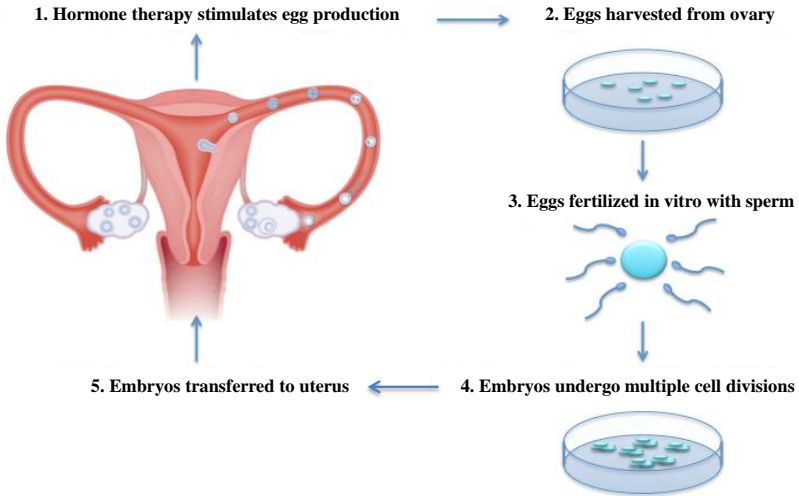 1. Hormone therapy stimulates egg production
2. Eggs harvested from ovary
3. Eggs fertilized in vitro with sperm
4. Embryos undergo multiple cell divisions
5. Embryos transferred to uterus